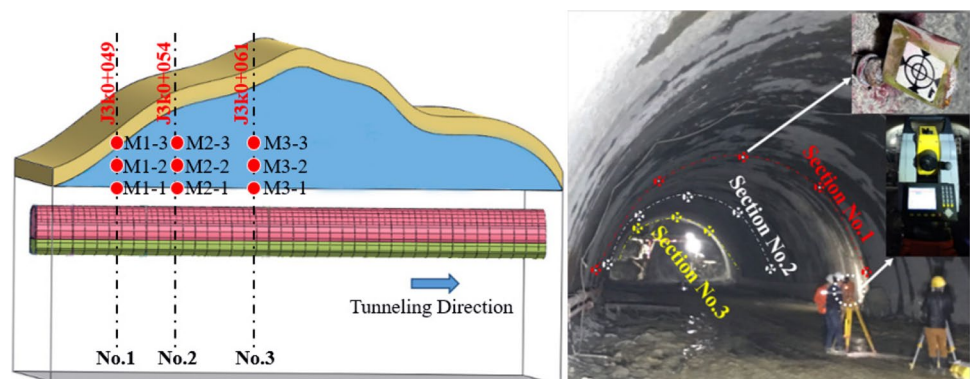 J3k0+049
J3k0+054
J3k0+061
M1-3
M2-3
M3-3
M1-2
M2-2
M3-2
M1-1
M2-1
M3-1
Tunneling Direction
No.1
No.2
No.3
Section No.1
Section No.2
Section No.3